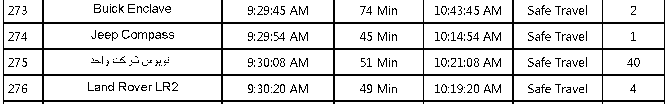 273 Buick Enclave 9:29:45 AM 74 Min 10:43:45 AM Safe Travel 2
274 Jeep Compass 9:29:54 AM 45 Min 10:14:54 AM Safe Travel 1
275 تویوس شرکت واحد 9:30:08 AM 51 Min 10:21:08 AM Safe Travel 40
276 Land Rover LR2 9:30:20 AM 49 Min 10:19:20 AM Safe Travel 4